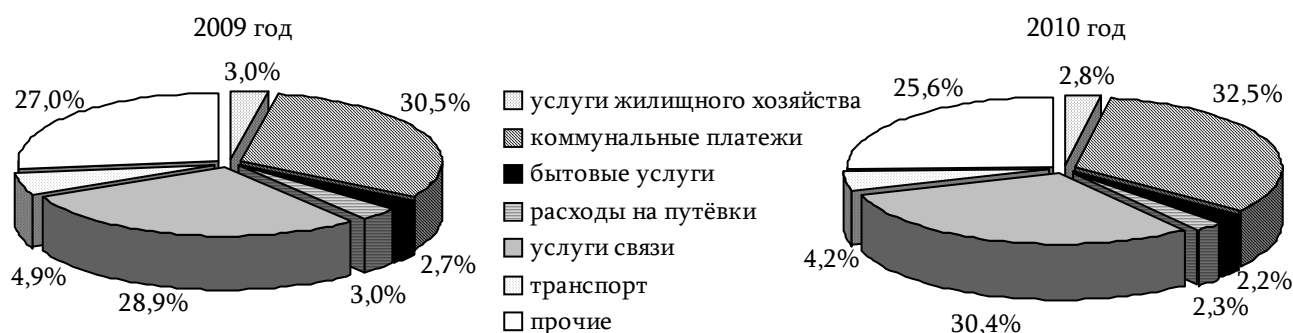 2009 год
3,0%
30,5%
2,7%
3,0%
28,9%
4,9%
27,0%
услуги жилищного хозяйства
коммунальные платежи
бытовые услуги
расходы на путёвки
услуги связи
транспорт
прочие
2010 год
2,8%
32,5%
2,2%
2,3%
30,4%
4,2%
25,6%